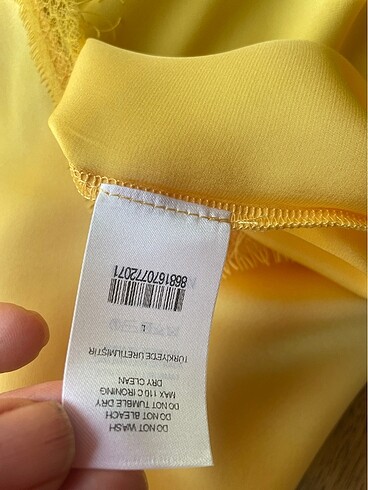 DO NOT WASH
DO NOT BLEACH
DO NOT TUMBLE DRY
MAX 110 C IRONING
DRY CLEAN
TÜRKİYEDE ÜRETİLMİŞTİR
L
8681670772071